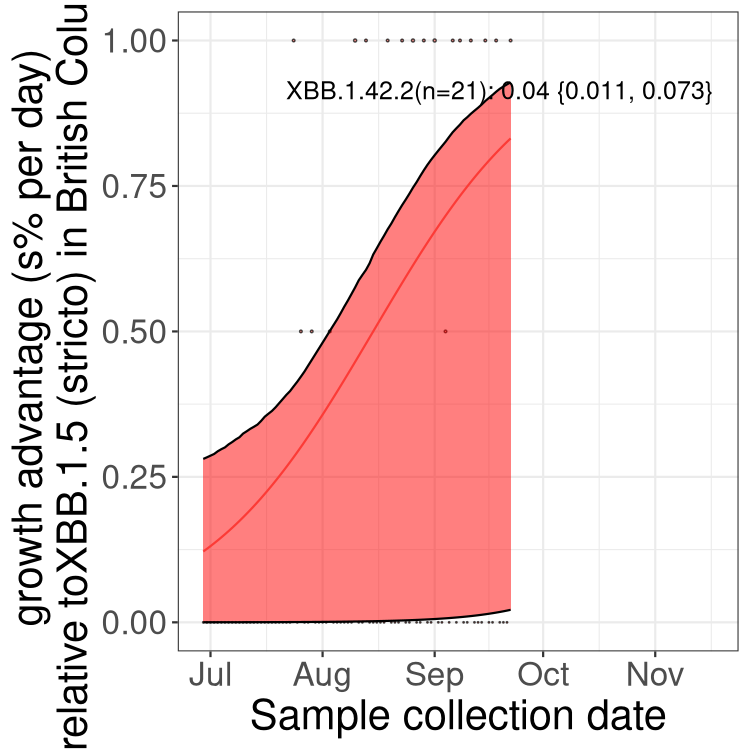 growth advantage (s% per day)
relative toXBB.1.5 (stricto) in British Colu
1.00
0.75
0.50
0.25
0.00
XBB.1.42.2(n=21): 0.04 {0.011, 0.073}
Jul Aug Sep Oct Nov
Sample collection date